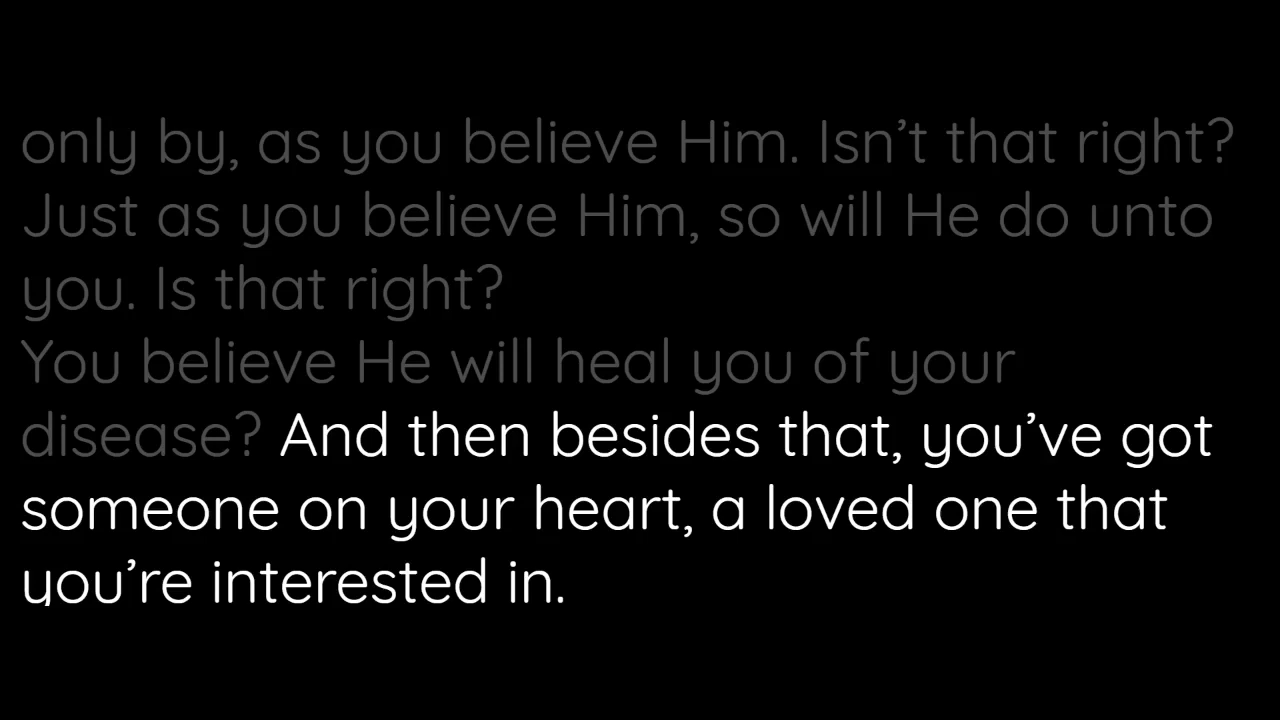 only by, as you believe Him. Isn’t that right?
Just as you believe Him, so will He do unto
you. Is that right?
You believe He will heal you of your
disease? And then besides that, you’ve got
someone on your heart, a loved one that
you’re interested in.